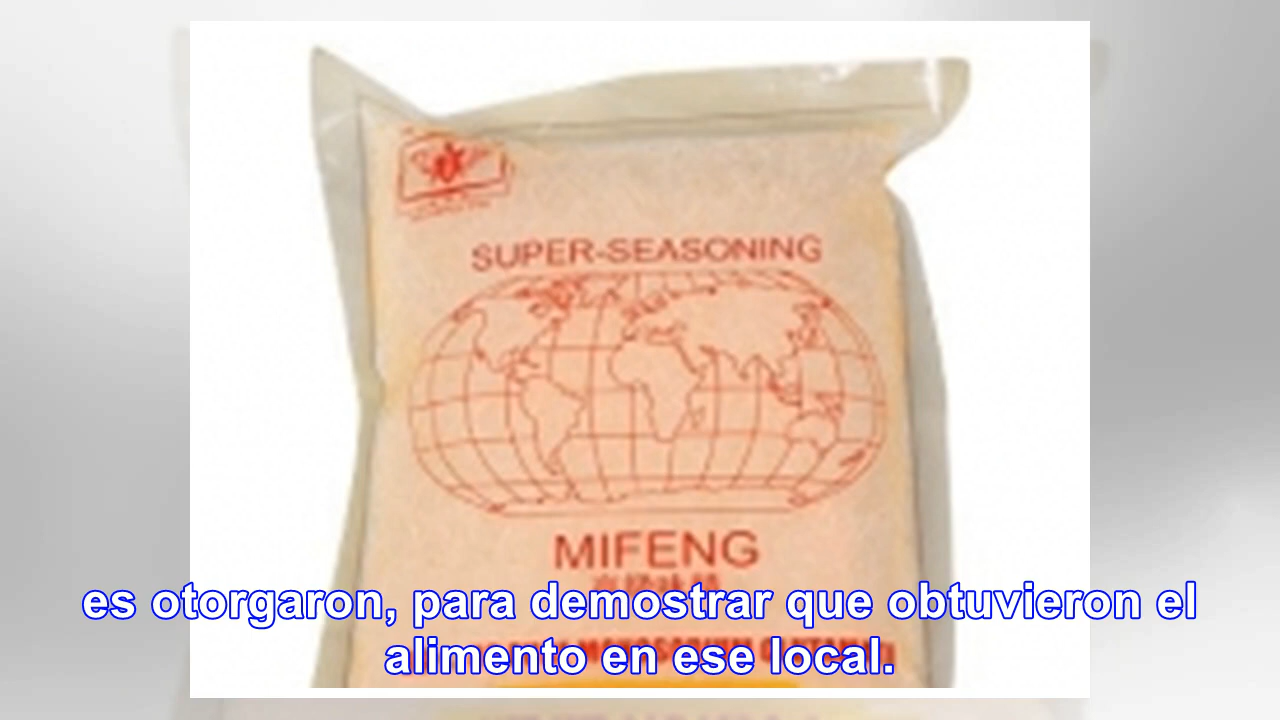 SUPER-SEASONING
MIFENG
es otorgaron, para demostrar que obtuvieron el
alimento en ese local.